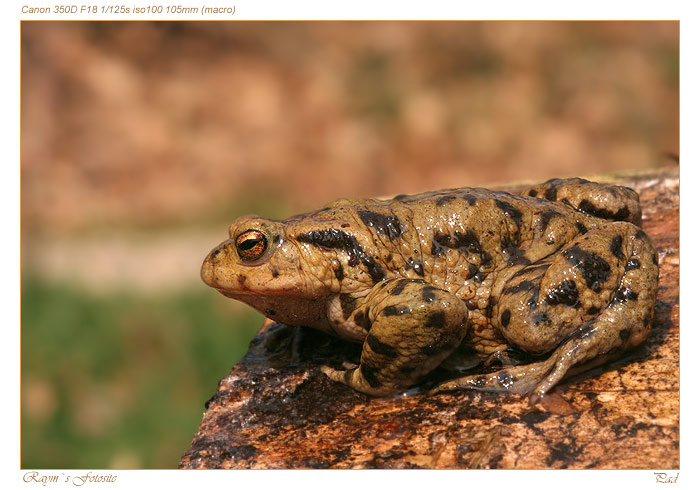 Canon 350D F18 1/125s iso100 105mm (macro)
Raym`s Fotosite
Pad